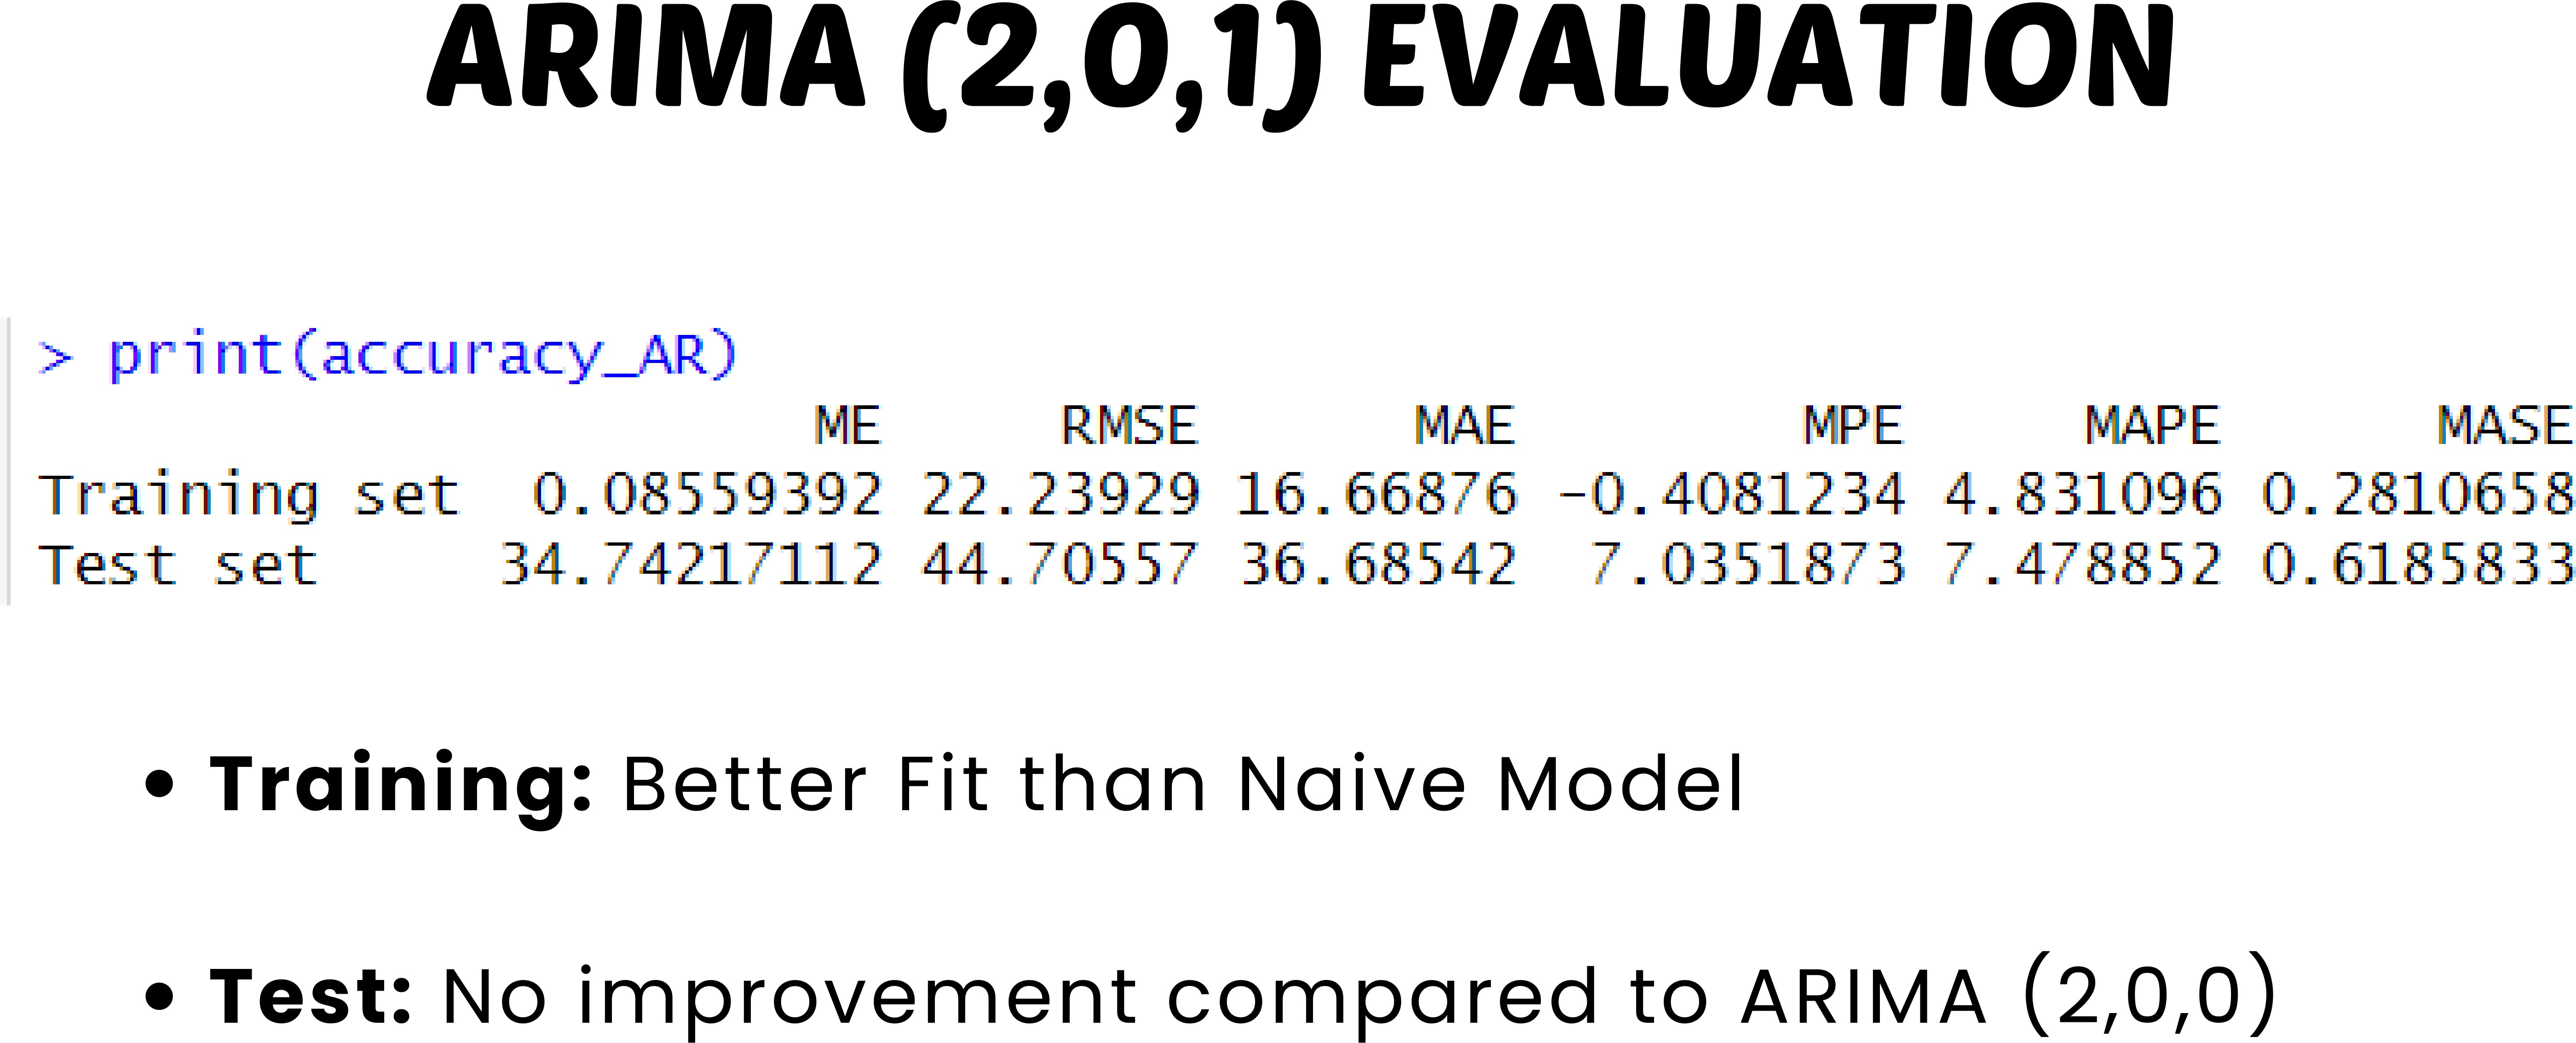 ARIMA (2,0,1) EVALUATION
> print(accuracy_AR)
ME RMSE MAE MPE MAPE MASE
Training set 0.08559392 22.23929 16.66876 -0.4081234 4.831096 0.2810658
Test set 34.74217112 44.70557 36.68542 7.0351873 7.478852 0.6185833
• Training: Better Fit than Naive Model
• Test: No improvement compared to ARIMA (2,0,0)